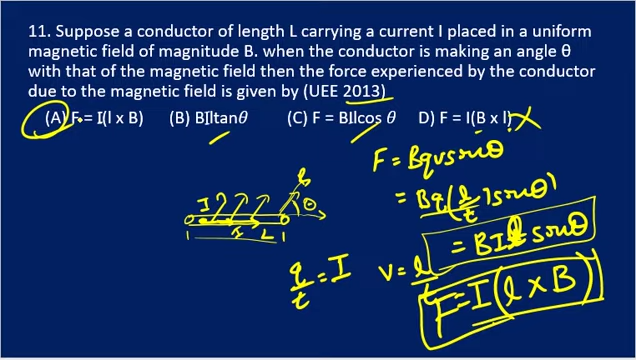 11. Suppose a conductor of length L carrying a current I placed in a uniform
magnetic field of magnitude B. when the conductor is making an angle θ
with that of the magnetic field then the force experienced by the conductor
due to the magnetic field is given by (UEE 2013)
(A) F = I(l x B) (B) BIltanθ (C) F = BIlcos θ D) F = I(B x l)
F = Bqvsinθ
= Bq(l/t)sinθ
= BIl sinθ
I B θ
I L
q/t = I V = l/t
F = I(l x B)